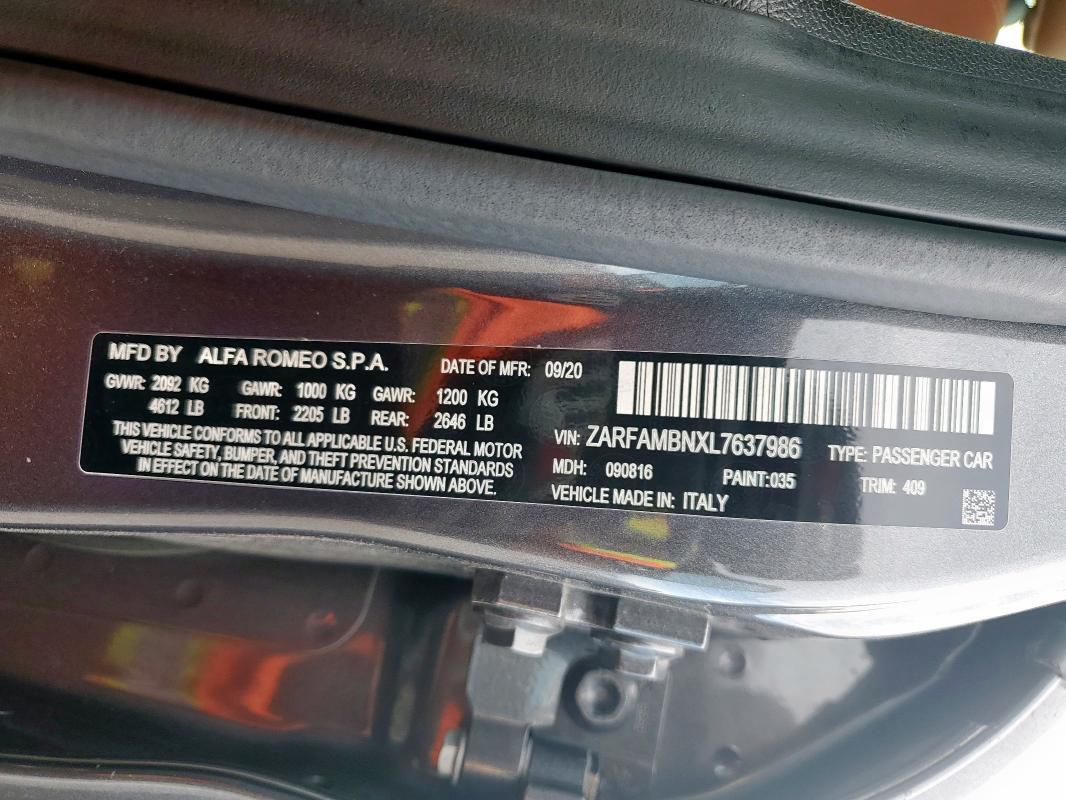 MFD BY ALFA ROMEO S.P.A. DATE OF MFR: 09/20
GVWR: 2092 KG GAWR: 1000 KG GAWR: 1200 KG
4612 LB FRONT: 2205 LB REAR: 2646 LB
THIS VEHICLE CONFORMS TO ALL APPLICABLE U.S. FEDERAL MOTOR
VEHICLE SAFETY, BUMPER, AND THEFT PREVENTION STANDARDS
IN EFFECT ON THE DATE OF MANUFACTURE SHOWN ABOVE.
VIN: ZARFAMBNXL7637986 TYPE: PASSENGER CAR
MDH: 090816 PAINT:035 TRIM: 409
VEHICLE MADE IN: ITALY